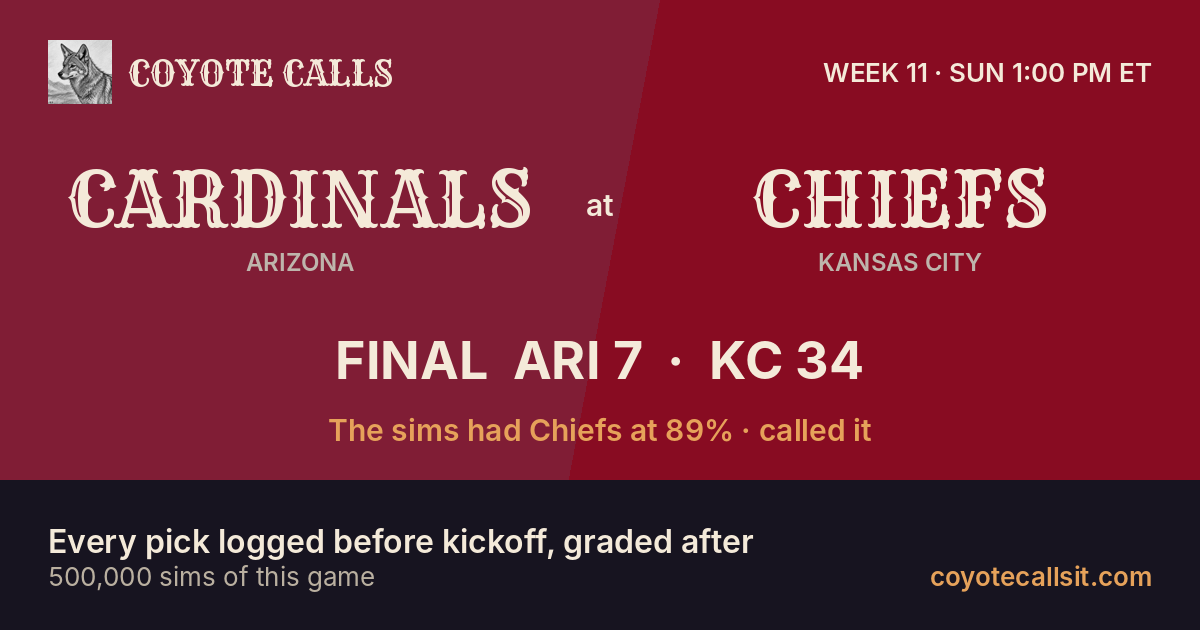 COYOTE CALLS
WEEK 11 · SUN 1:00 PM ET
CARDINALS at CHIEFS
ARIZONA KANSAS CITY
FINAL ARI 7 · KC 34
The sims had Chiefs at 89% · called it
Every pick logged before kickoff, graded after
500,000 sims of this game
coyotecallsit.com